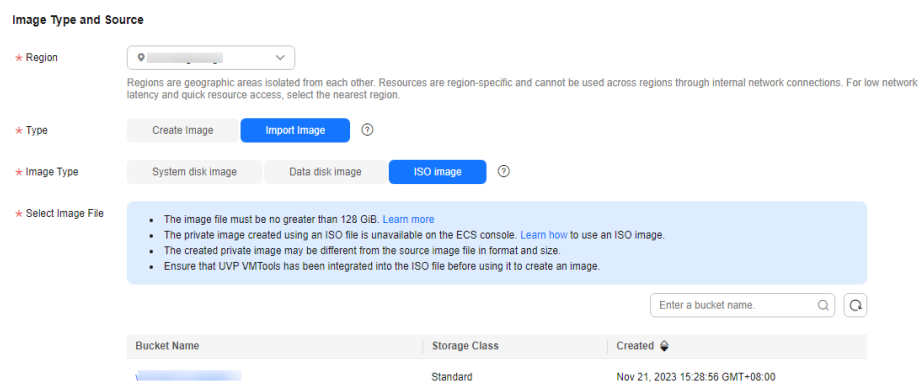 Image Type and Source
* Region
Regions are geographic areas isolated from each other. Resources are region-specific and cannot be used across regions through internal network connections. For low network
latency and quick resource access, select the nearest region.
* Type
Create Image
Import Image
* Image Type
System disk image
Data disk image
ISO image
* Select Image File
• The image file must be no greater than 128 GiB. Learn more
• The private image created using an ISO file is unavailable on the ECS console. Learn how to use an ISO image.
• The created private image may be different from the source image file in format and size.
• Ensure that UVP VMTools has been integrated into the ISO file before using it to create an image.
Enter a bucket name.
Bucket Name Storage Class Created
Standard Nov 21, 2023 15:28:56 GMT+08:00